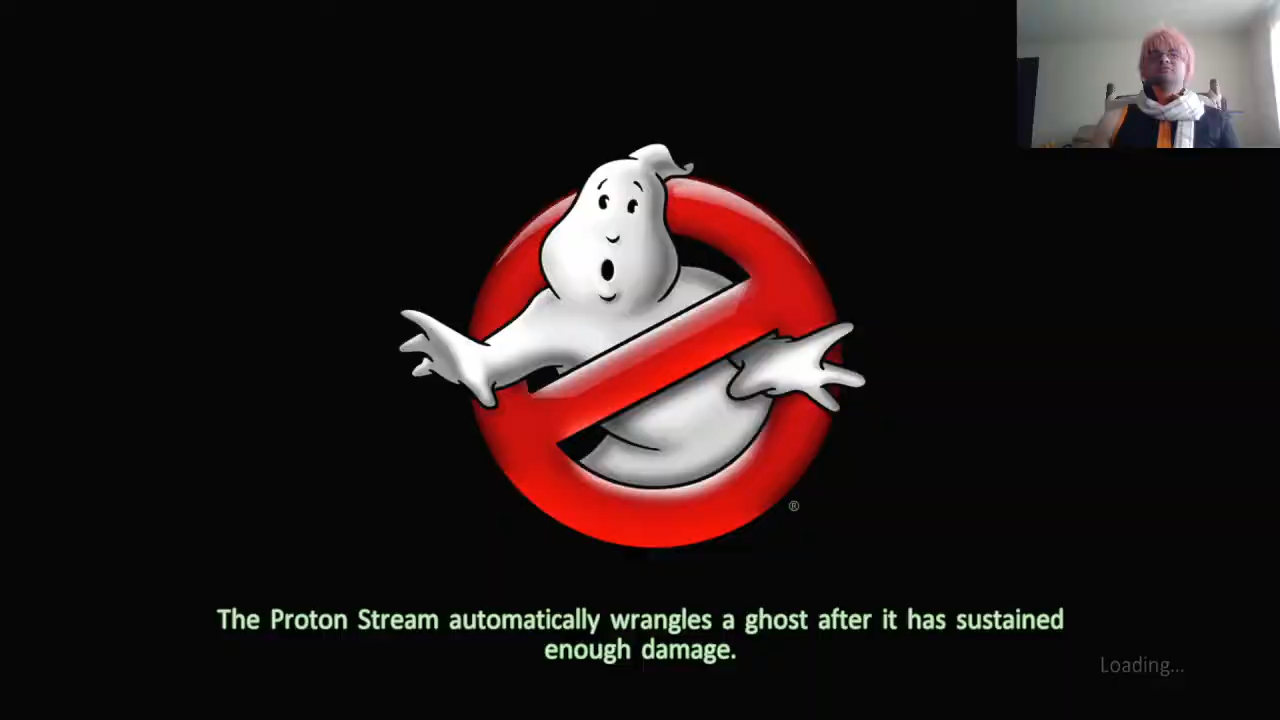 ®
The Proton Stream automatically wrangles a ghost after it has sustained
enough damage.
Loading...